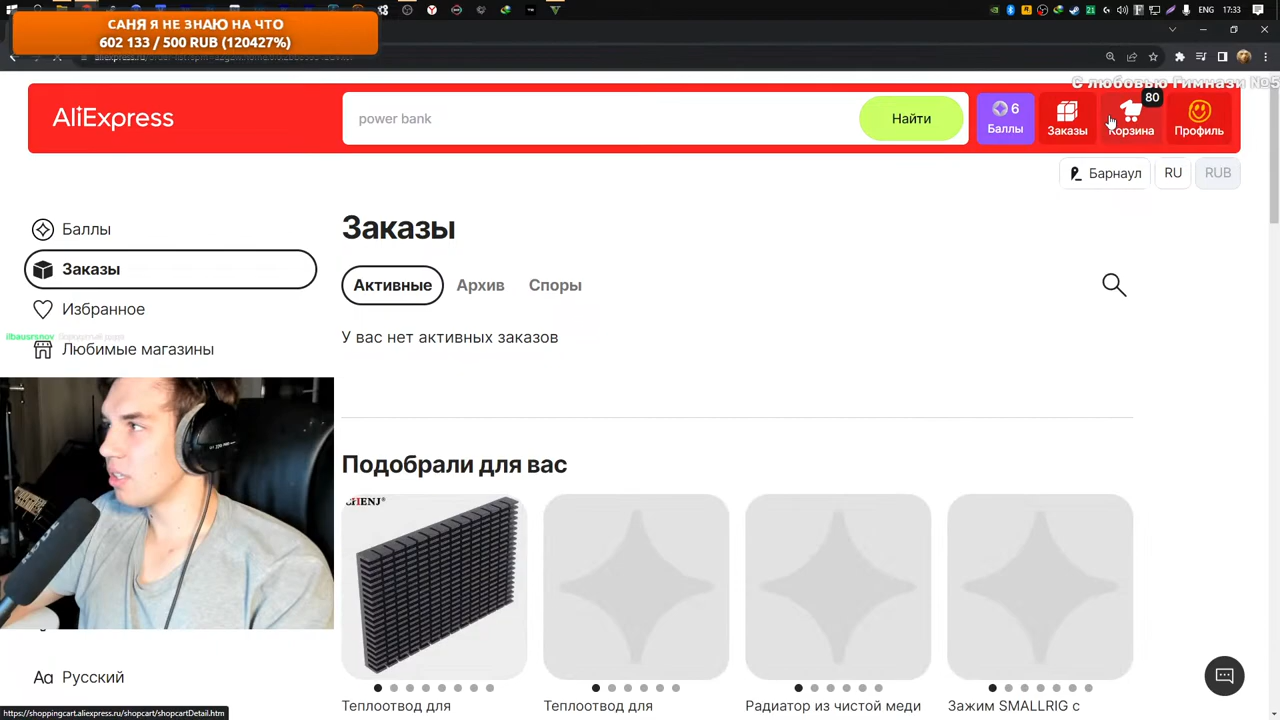 САНЯ Я НЕ ЗНАЮ НА ЧТО
602 133 / 500 RUB (120427%)
21
ENG
17:33
С любовью Гимнази №5
AliExpress
power bank
Найти
6
Баллы
Заказы
80
Корзина
Профиль
Барнаул
RU
RUB
Баллы
Заказы
Избранное
Любимые магазины
Aя Русский
Заказы
Активные
Архив
Споры
У вас нет активных заказов
Подобрали для вас
Теплоотвод для
Теплоотвод для
Радиатор из чистой меди
Зажим SMALLRIG с
https://shoppingcart.aliexpress.ru/shopcart/shopcartDetail.htm